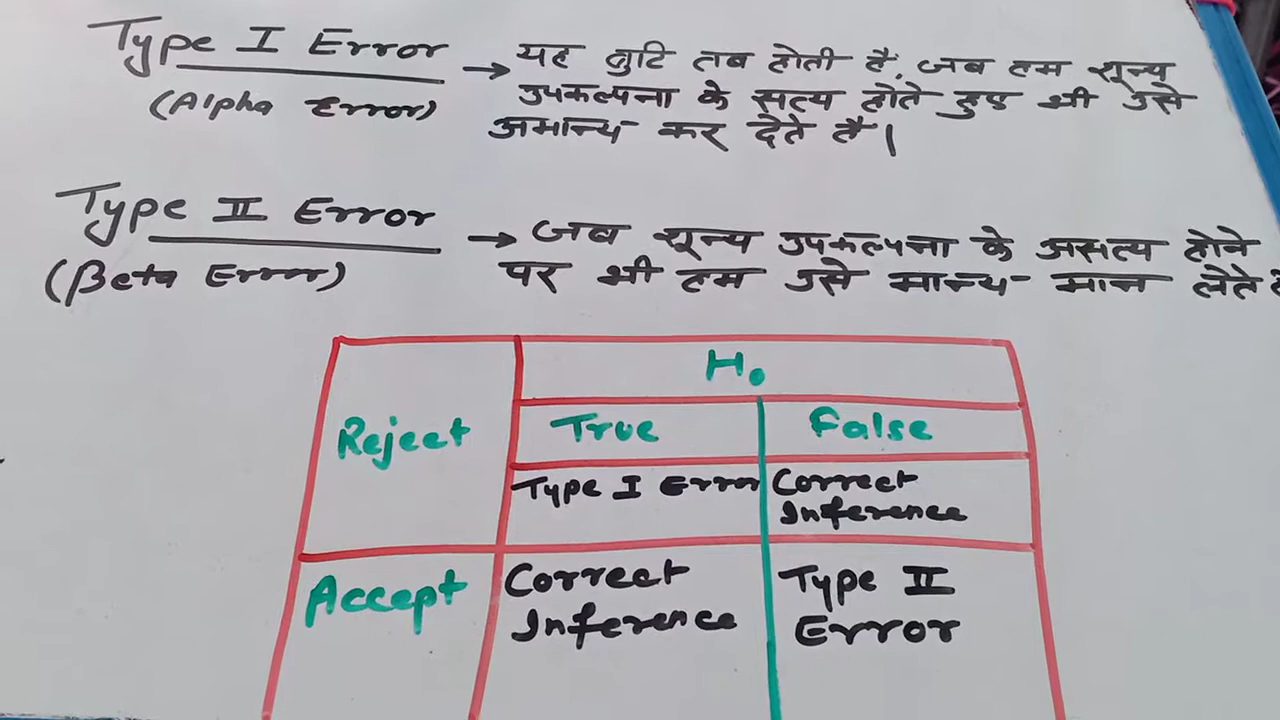 Type I Error → यह त्रुटि तब होती है, जब हम शून्य
(Alpha Error) उपकल्पना के सत्य होते हुए भी उसे
अमान्य कर देते है।
Type II Error → जब शून्य उपकल्पना के असत्य होने
(Beta Error) पर भी हम उसे मान्य मान लेते
H₀
Reject True False
Type I Error Correct
Inference
Accept Correct Type II
Inference Error